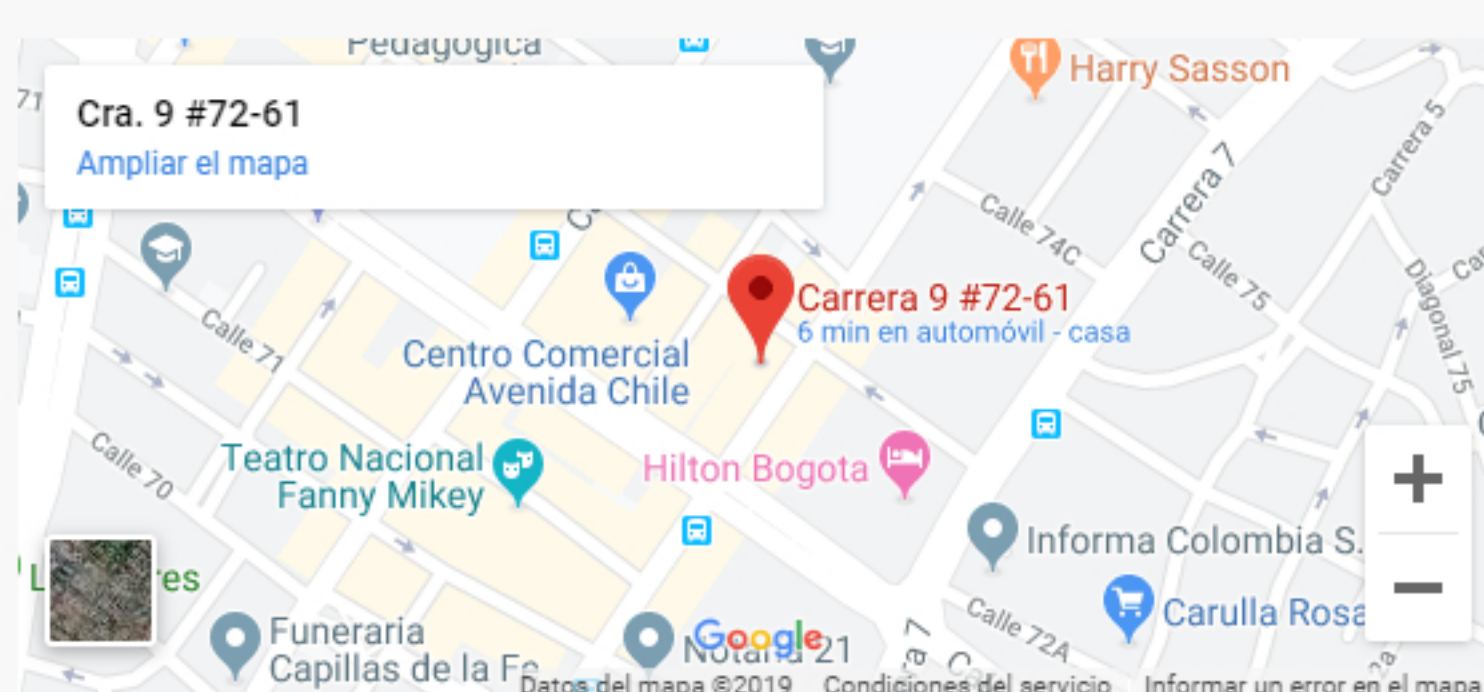 Pedagógica
Cra. 9 #72-61
Ampliar el mapa
Harry Sasson
Carrera 5
Carrera 7
Calle 74C
Calle 75
Diagonal 75
Carrera 9 #72-61
6 min en automóvil - casa
Centro Comercial
Avenida Chile
Calle 71
Calle 70
Teatro Nacional
Fanny Mikey
Hilton Bogota
Informa Colombia S.
Carulla Rosa
Calle 72A
Funeraria
Capillas de la Fe
Notaria 21
Google
Datos del mapa ©2019 Condiciones del servicio Informar un error en el mapa